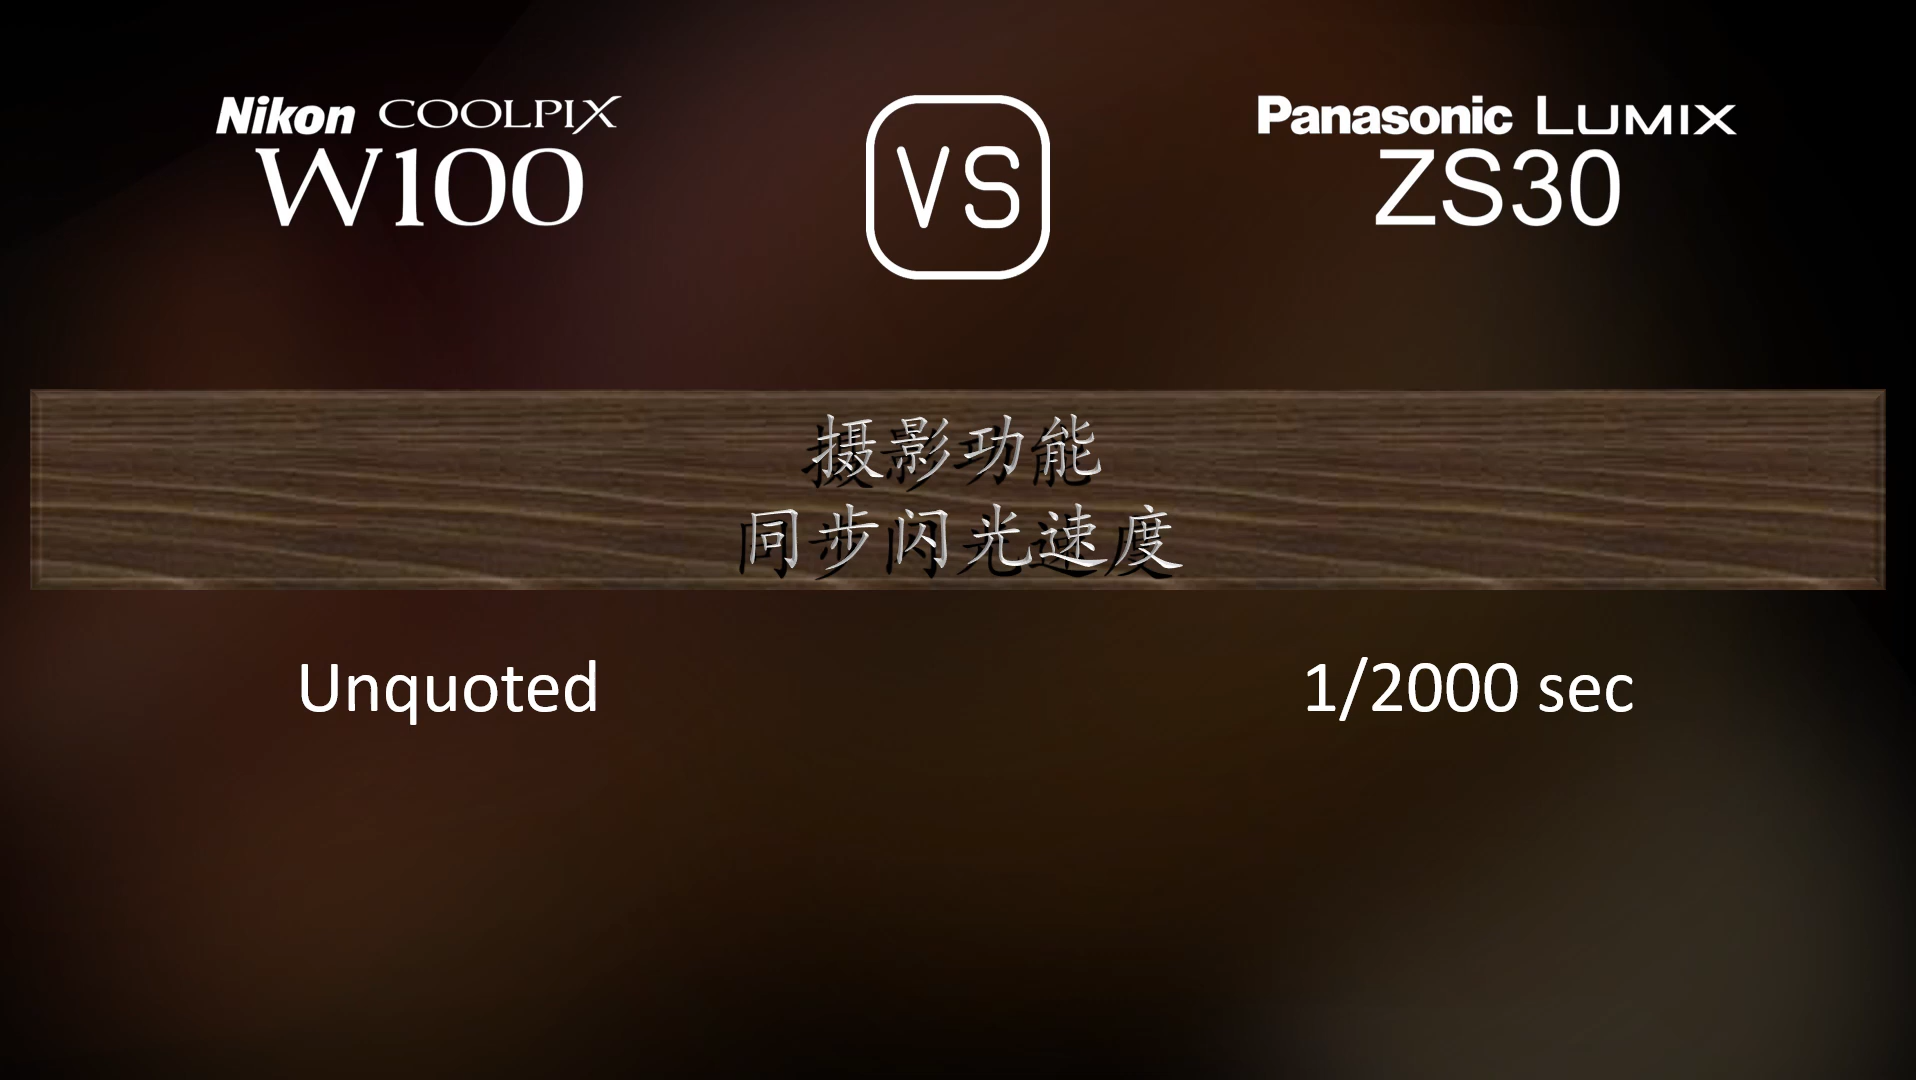 Nikon COOLPIX
W100
VS
Panasonic LUMIX
ZS30
摄影功能
同步闪光速度
Unquoted
1/2000 sec